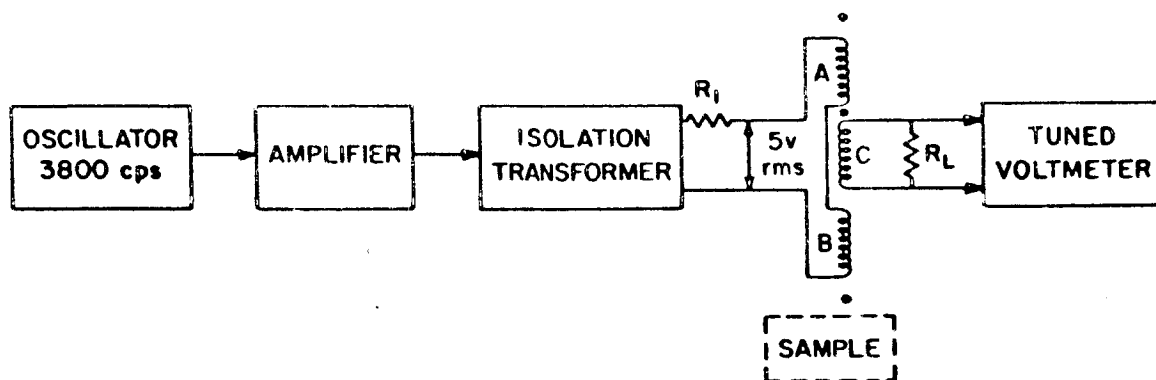 OSCILLATOR
3800 cps
AMPLIFIER
ISOLATION
TRANSFORMER
R1
5v
rms
A
C
B
RL
TUNED
VOLTMETER
SAMPLE